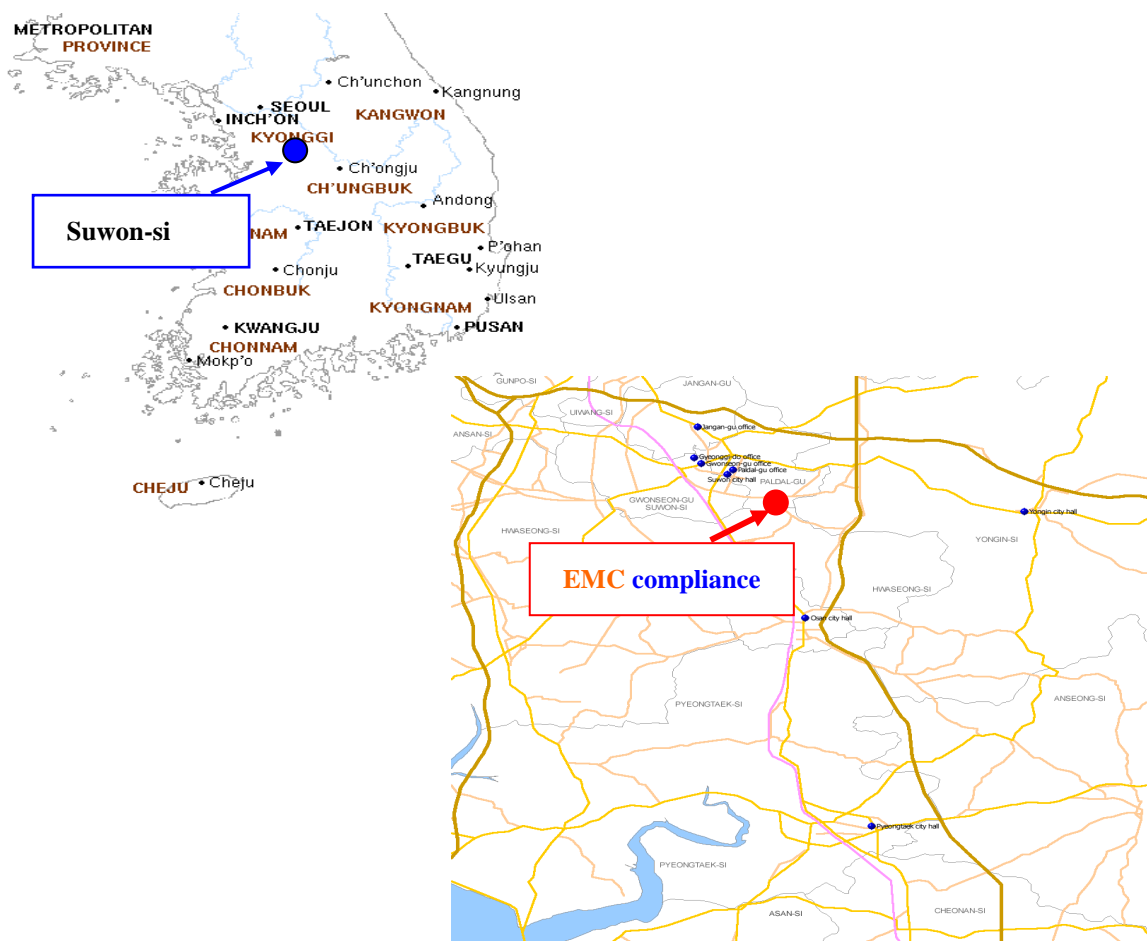 METROPOLITAN
PROVINCE
Ch'unchon
Kangnung
SEOUL
INCH'ON
KANGWON
KYONGGI
Ch'ongju
CH'UNGBUK
Andong
Suwon-si
NAM
TAEJON
KYONGBUK
P'ohan
TAEGU
Kyungju
Chonju
CHONBUK
Ulsan
KYONGNAM
KWANGJU
PUSAN
CHONNAM
Mokp'o
CHEJU
Cheju
GUNPO-SI
JANGAN-GU
UIWANG-SI
Jangan-gu office
ANSAN-SI
Gyeonggi-do office
Gwonseon-gu office
Paldal-gu office
Suwon city hall
PALDAL-GU
GWONSEON-GU
SUWON-SI
Yongin city hall
HWASEONG-SI
YONGIN-SI
EMC compliance
HWASEONG-SI
Osan city hall
ANSEONG-SI
PYEONGTAEK-SI
Pyeongtaek city hall
PYEONGTAEK-SI
ASAN-SI
CHEONAN-SI